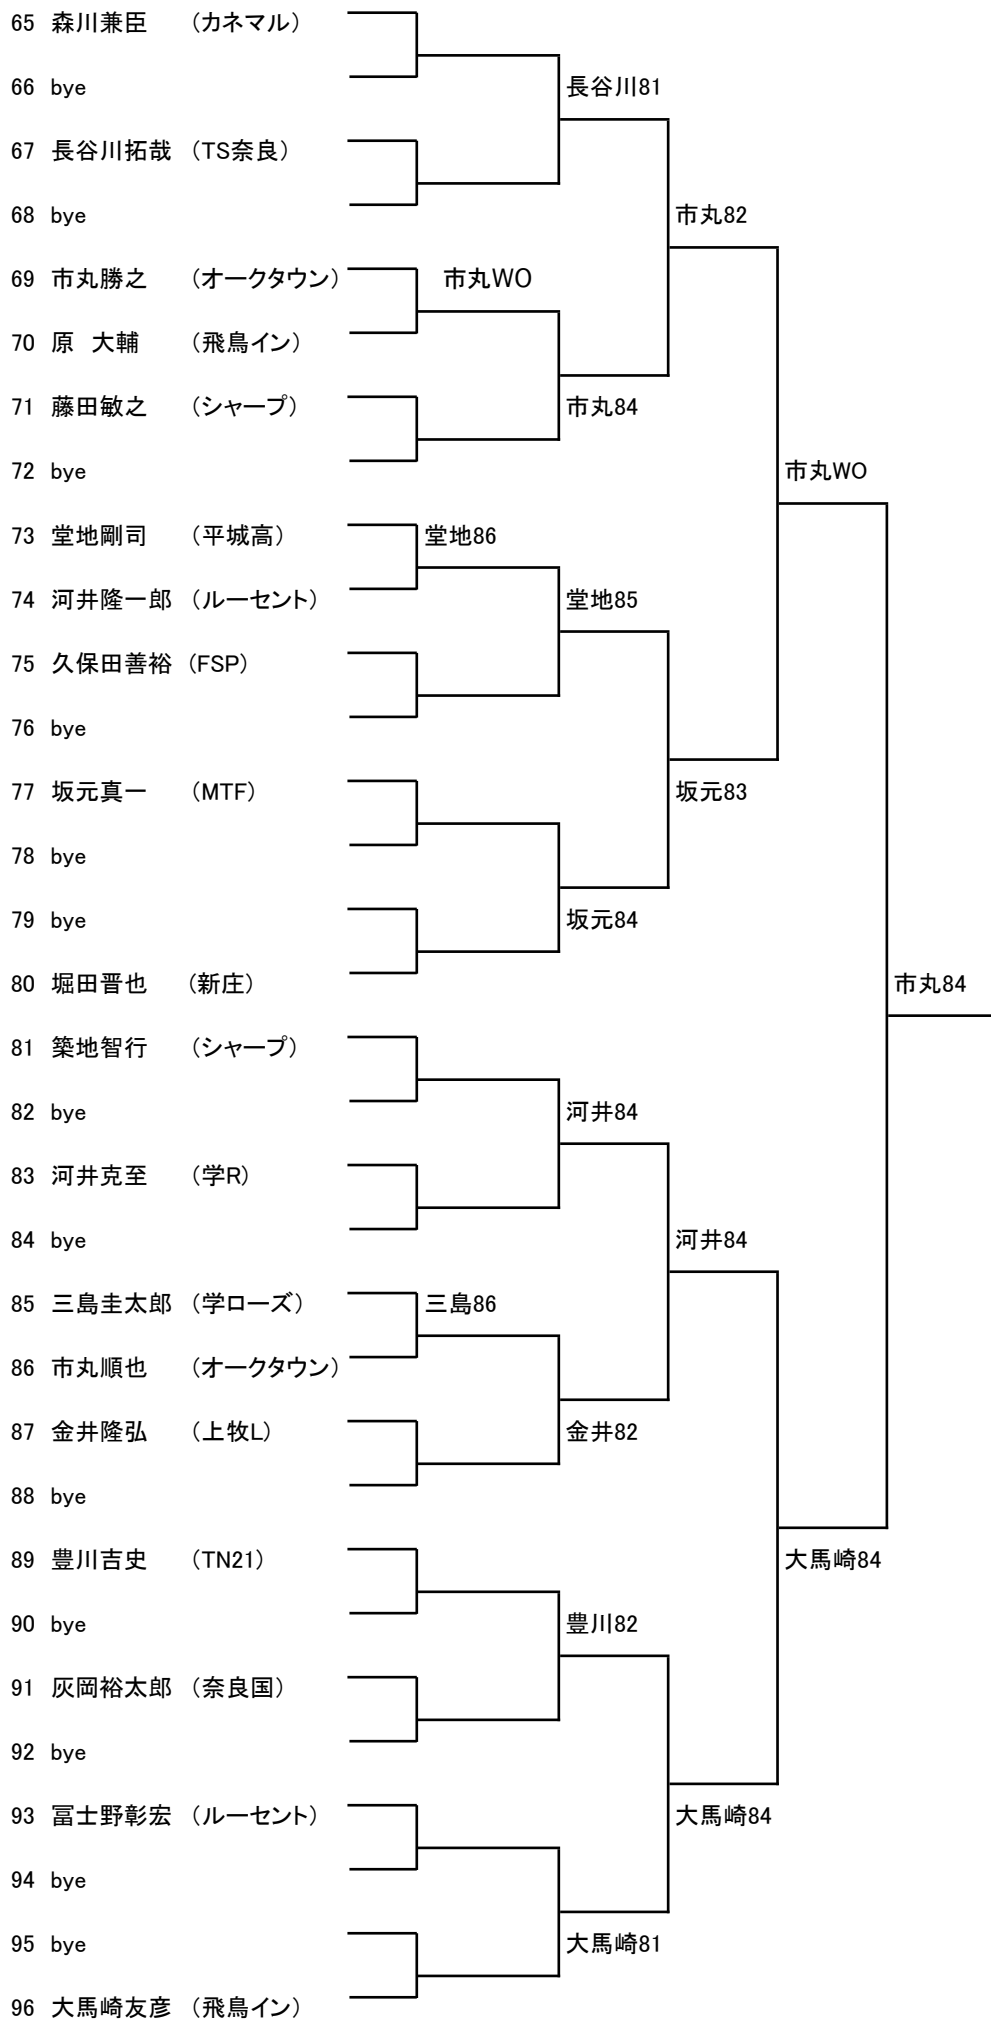 65 森川兼臣 （カネマル）
66 bye
長谷川81
67 長谷川拓哉 （TS奈良）
68 bye
市丸82
69 市丸勝之 （オークタウン）
市丸WO
70 原 大輔 （飛鳥イン）
71 藤田敏之 （シャープ）
市丸84
72 bye
市丸WO
73 堂地剛司 （平城高）
堂地86
74 河井隆一郎 （ルーセント）
堂地85
75 久保田善裕 （FSP）
76 bye
77 坂元真一 （MTF）
坂元83
78 bye
79 bye
坂元84
80 堀田晋也 （新庄）
市丸84
81 築地智行 （シャープ）
82 bye
河井84
83 河井克至 （学R）
84 bye
河井84
85 三島圭太郎 （学ローズ）
三島86
86 市丸順也 （オークタウン）
87 金井隆弘 （上牧L）
金井82
88 bye
89 豊川吉史 （TN21）
大馬崎84
90 bye
豊川82
91 灰岡裕太郎 （奈良国）
92 bye
93 冨士野彰宏 （ルーセント）
大馬崎84
94 bye
95 bye
大馬崎81
96 大馬崎友彦 （飛鳥イン）